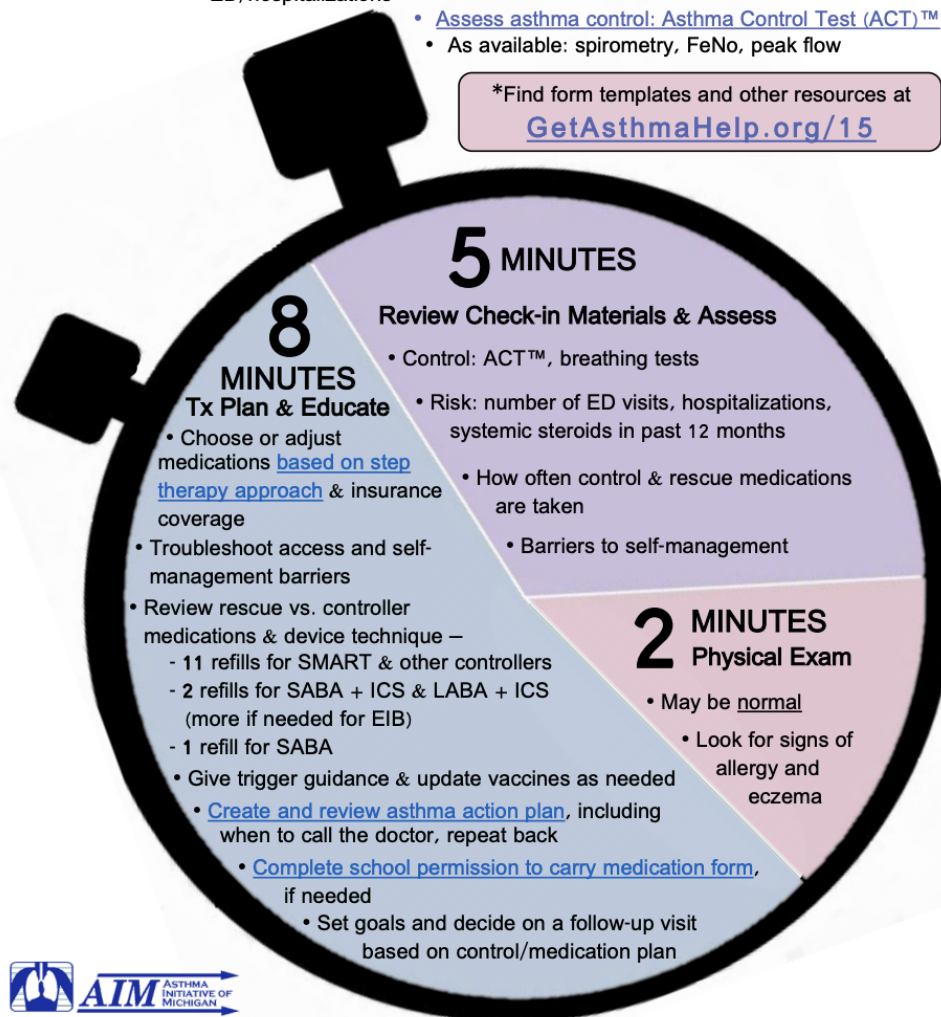 • Assess asthma control: Asthma Control Test (ACT)™
• As available: spirometry, FeNo, peak flow
*Find form templates and other resources at
GetAsthmaHelp.org/15
5 MINUTES
Review Check-in Materials & Assess
• Control: ACT™, breathing tests
• Risk: number of ED visits, hospitalizations,
systemic steroids in past 12 months
• How often control & rescue medications
are taken
• Barriers to self-management
2 MINUTES
Physical Exam
• May be normal
• Look for signs of
allergy and
eczema
8
MINUTES
Tx Plan & Educate
• Choose or adjust
medications based on step
therapy approach & insurance
coverage
• Troubleshoot access and self-
management barriers
• Review rescue vs. controller
medications & device technique –
- 11 refills for SMART & other controllers
- 2 refills for SABA + ICS & LABA + ICS
(more if needed for EIB)
- 1 refill for SABA
• Give trigger guidance & update vaccines as needed
• Create and review asthma action plan, including
when to call the doctor, repeat back
• Complete school permission to carry medication form,
if needed
• Set goals and decide on a follow-up visit
based on control/medication plan
AIM ASTHMA
INITIATIVE OF
MICHIGAN